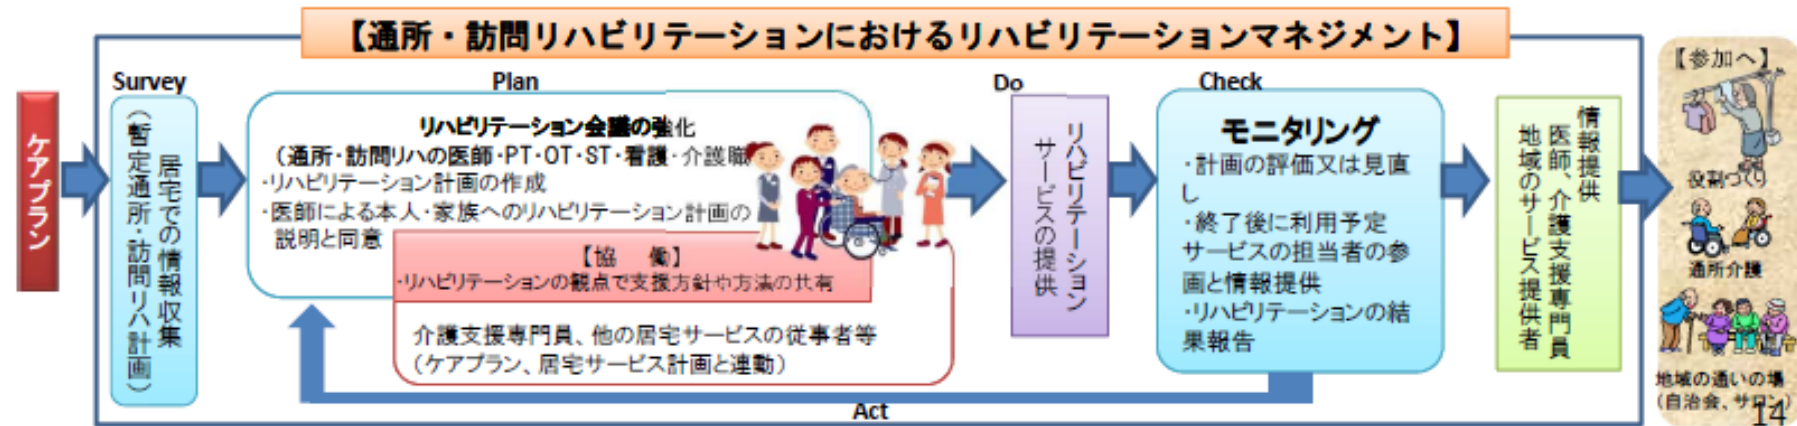 【通所・訪問リハビリテーションにおけるリハビリテーションマネジメント】
ケアプラン
Survey
居宅での情報収集
（暫定通所・訪問リハ計画）
Plan
リハビリテーション会議の強化
（通所・訪問リハの医師・PT・OT・ST・看護・介護職
・リハビリテーション計画の作成
・医師による本人・家族へのリハビリテーション計画の
説明と同意
【協　働】
・リハビリテーションの観点で支援方針や方法の共有
介護支援専門員、他の居宅サービスの従事者等
（ケアプラン、居宅サービス計画と連動）
Do
リハビリテーション
サービスの提供
Check
モニタリング
・計画の評価又は見直
し
・終了後に利用予定
サービスの担当者の参
画と情報提供
・リハビリテーションの結
果報告
Act
情報提供
医師、介護支援専門員
地域のサービス提供者
【参加へ】
役割づくり
通所介護
地域の通いの場
（自治会、サロン）
14